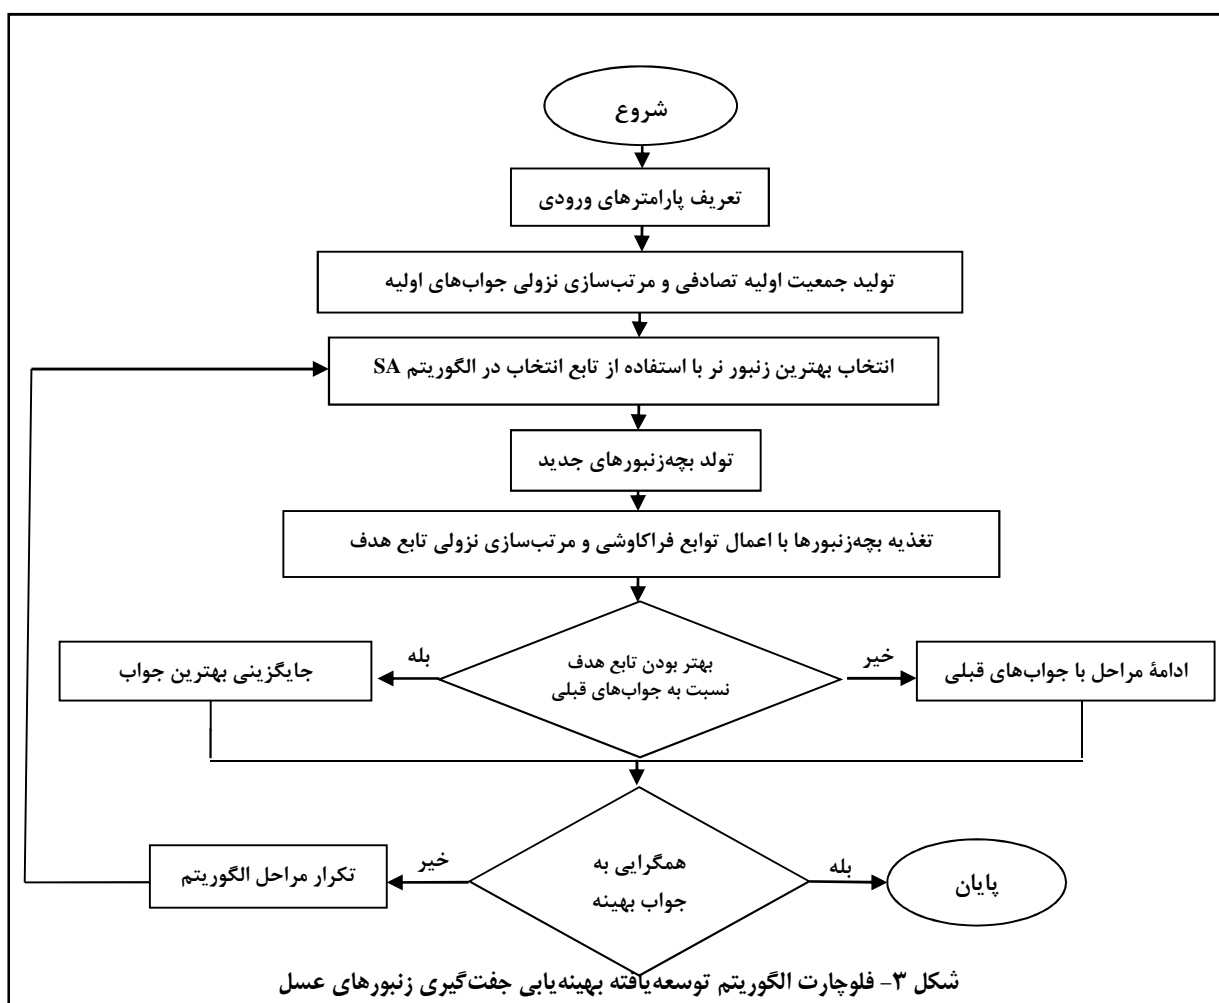 شروع
تعریف پارامترهای ورودی
تولید جمعیت اولیه تصادفی و مرتب‌سازی نزولی جواب‌های اولیه
انتخاب بهترین زنبور نر با استفاده از تابع انتخاب در الگوریتم SA
تولد بچه‌زنبورهای جدید
تغذیه بچه‌زنبورها با اعمال توابع فراکاوشی و مرتب‌سازی نزولی تابع هدف
بهتر بودن تابع هدف
نسبت به جواب‌های قبلی
خیر
ادامۀ مراحل با جواب‌های قبلی
بله
جایگزینی بهترین جواب
همگرایی به
جواب بهینه
بله
پایان
خیر
تکرار مراحل الگوریتم
شکل ۳- فلوچارت الگوریتم توسعه‌یافته بهینه‌یابی جفت‌گیری زنبورهای عسل